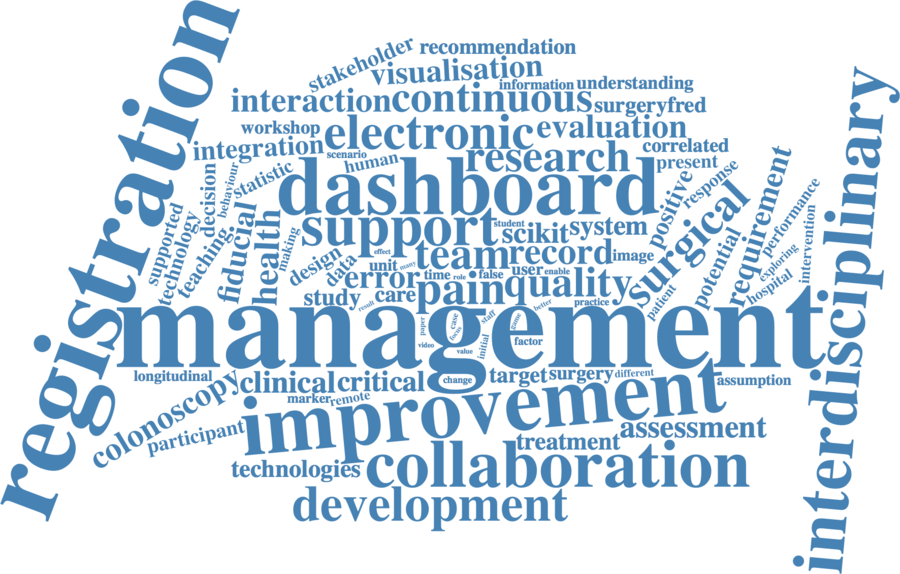 registration
stakeholder
recommendation
visualisation
information
understanding
interaction
continuous
surgeryfred
workshop
electronic
evaluation
integration
scenario
human
research
correlated
present
decision
behaviour
statistic
dashboard
positive
response
interdisciplinary
supported
technology
teaching
fiducial
health
making
support
student
scikit
system
surgical
potential
requirement
performance
exploring
hospital
intervention
design
data
effect
unit
many
team
record
image
error
time
role
false
user
enable
study
care
pain
quality
patient
result
better
practice
management
paper
case
focus
staff
video
value
initial
factor
longitudinal
colonoscopy
clinical
critical
change
target
surgery
different
assumption
marker
remote
participant
improvement
treatment
assessment
technologies
collaboration
development